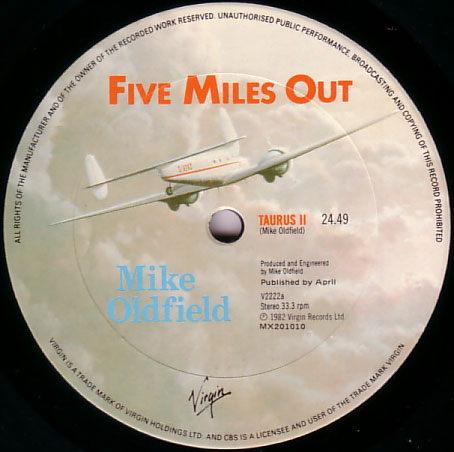 ALL RIGHTS OF THE MANUFACTURER AND OF THE OWNER OF THE RECORDED WORK RESERVED. UNAUTHORISED PUBLIC PERFORMANCE, BROADCASTING AND COPYING OF THIS RECORD PROHIBITED
FIVE MILES OUT
TAURUS II 24.49
(Mike Oldfield)
Mike
Oldfield
Produced and Engineered
by Mike Oldfield
Published by April
V2222a
Stereo 33.3 rpm
℗ 1982 Virgin Records Ltd.
MX201010
Virgin
VIRGIN IS A TRADE MARK OF VIRGIN HOLDINGS LTD. AND CBS IS A LICENSEE AND USER OF THE TRADE MARK VIRGIN